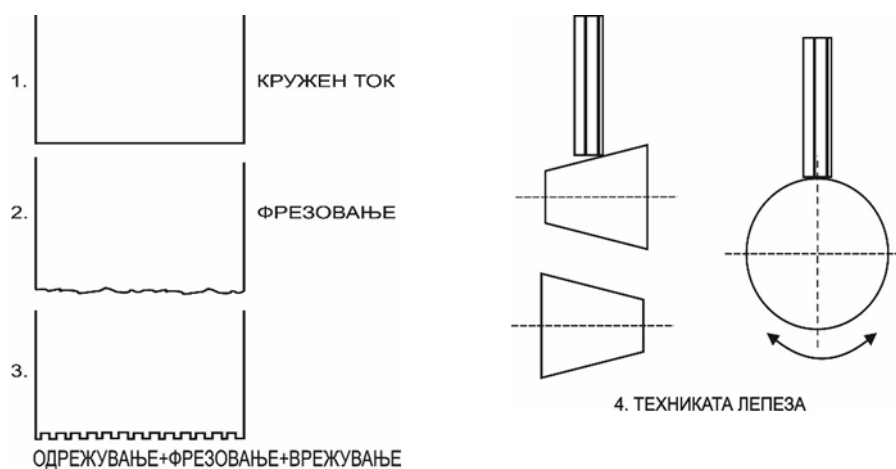 1. КРУЖЕН ТОК
2. ФРЕЗОВАЊЕ
3.
ОДРЕЖУВАЊЕ+ФРЕЗОВАЊЕ+ВРЕЖУВАЊЕ
4. ТЕХНИКАТА ЛЕПЕЗА